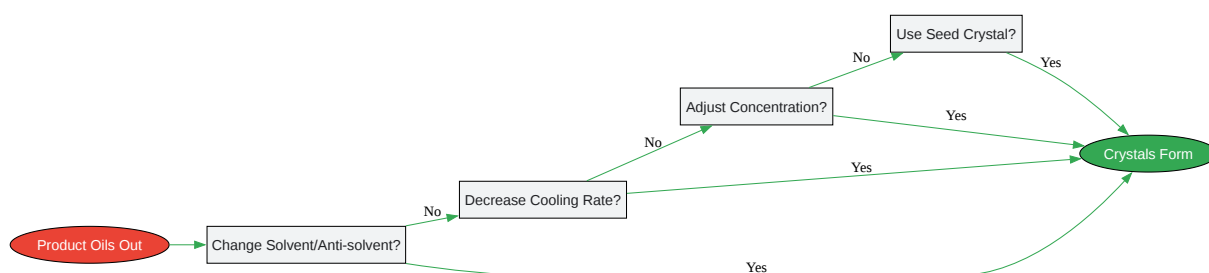 Use Seed Crystal?
No
Yes
Adjust Concentration?
Yes
No
Crystals Form
Yes
Decrease Cooling Rate?
No
Product Oils Out
Change Solvent/Anti-solvent?
Yes